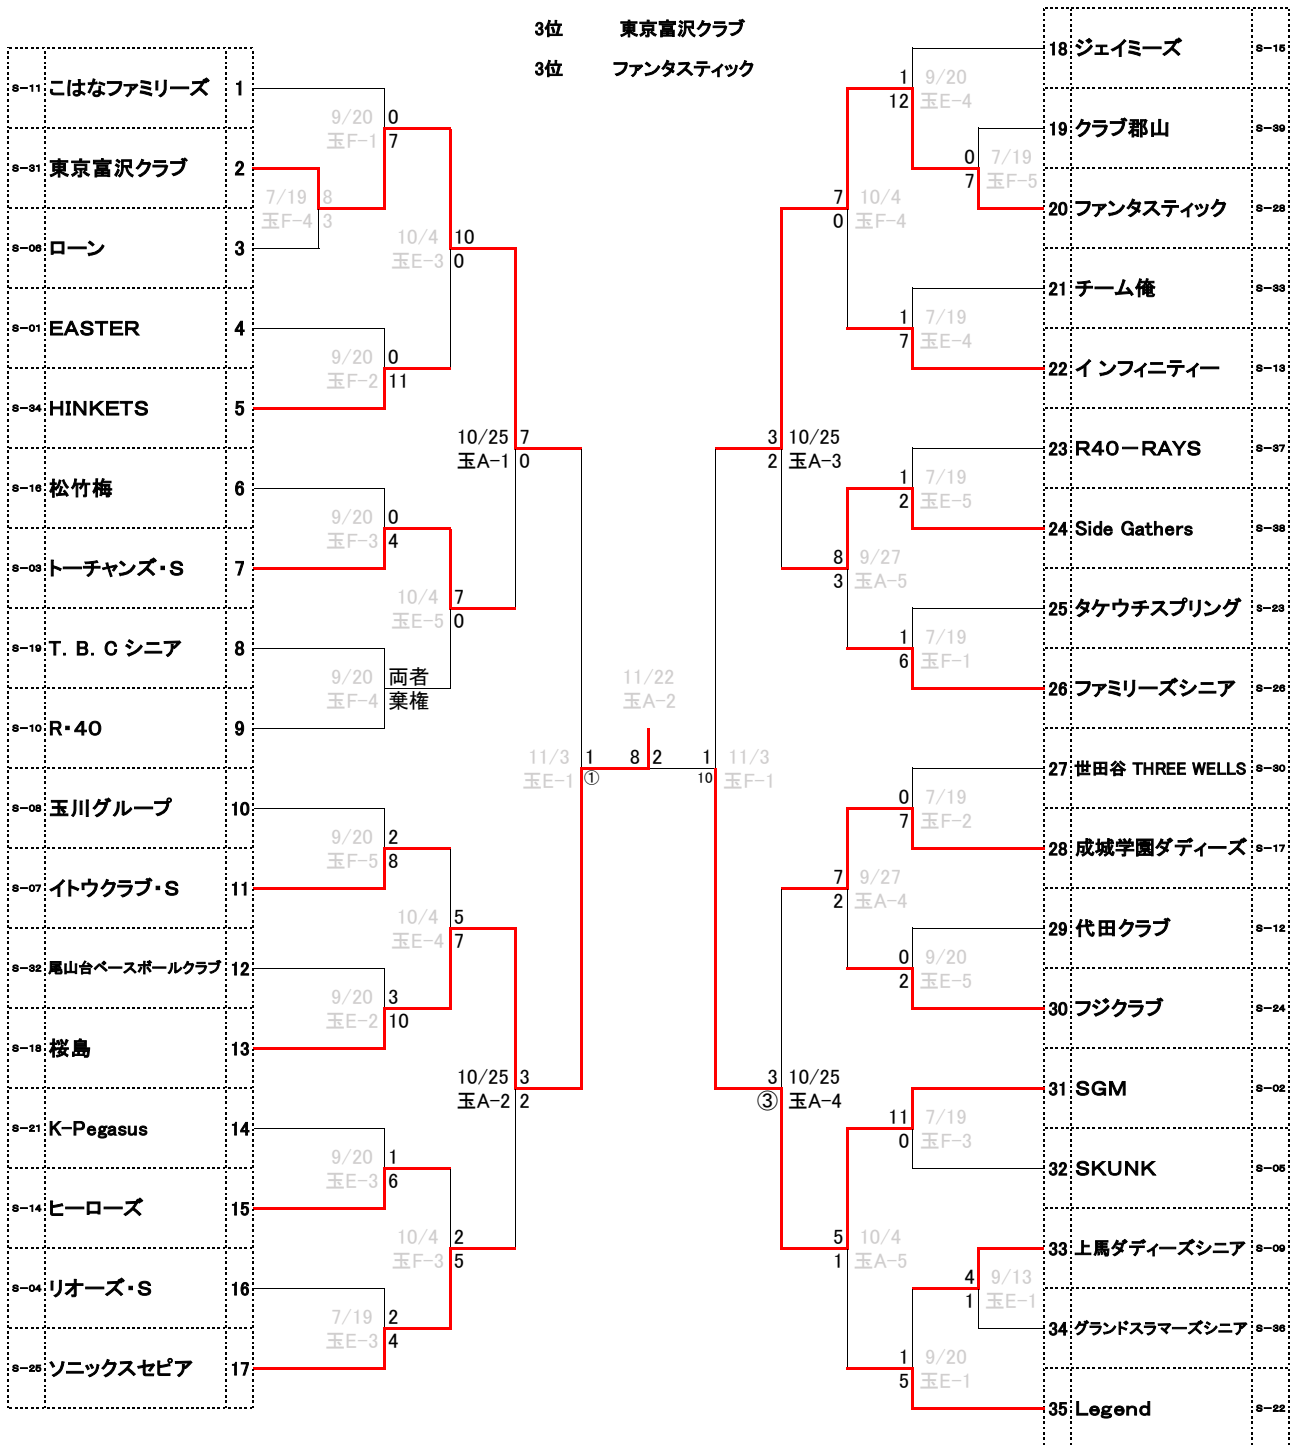 3位 東京富沢クラブ
3位 ファンタスティック
S-11 こはなファミリーズ 1
9/20 0
玉F-1 7
S-31 東京富沢クラブ 2
7/19 8
玉F-4 3
S-06 ローン 3
10/4 10
玉E-3 0
S-01 EASTER 4
9/20 0
玉F-2 11
S-34 HINKETS 5
10/25 7
玉A-1 0
S-16 松竹梅 6
9/20 0
玉F-3 4
S-03 トーチャンズ・S 7
10/4 7
玉E-5 0
S-19 T. B. C シニア 8
9/20 両者
玉F-4 棄権
S-10 R・40 9
11/3 1
玉E-1 ①
S-08 玉川グループ 10
9/20 2
玉F-5 8
S-07 イトウクラブ・S 11
10/4 5
玉E-4 7
S-32 尾山台ベースボールクラブ 12
9/20 3
玉E-2 10
S-18 桜島 13
10/25 3
玉A-2 2
S-21 K-Pegasus 14
9/20 1
玉E-3 6
S-14 ヒーローズ 15
10/4 2
玉F-3 5
S-04 リオーズ・S 16
7/19 2
玉E-3 4
S-25 ソニックスセピア 17
11/22
玉A-2
8 2
18 ジェイミーズ S-15
1 9/20
12 玉E-4
19 クラブ郡山 S-39
0 7/19
7 玉F-5
20 ファンタスティック S-28
7 10/4
0 玉F-4
21 チーム俺 S-33
1 7/19
7 玉E-4
22 インフィニティー S-13
3 10/25
2 玉A-3
23 R40－RAYS S-37
1 7/19
2 玉E-5
24 Side Gathers S-38
8 9/27
3 玉A-5
25 タケウチスプリング S-23
1 7/19
6 玉F-1
26 ファミリーズシニア S-26
1 11/3
10 玉F-1
27 世田谷 THREE WELLS S-30
0 7/19
7 玉F-2
28 成城学園ダディーズ S-17
7 9/27
2 玉A-4
29 代田クラブ S-12
0 9/20
2 玉E-5
30 フジクラブ S-24
3 10/25
③ 玉A-4
31 SGM S-02
11 7/19
0 玉F-3
32 SKUNK S-05
5 10/4
1 玉A-5
33 上馬ダディーズシニア S-09
4 9/13
1 玉E-1
34 グランドスラマーズシニア S-36
1 9/20
5 玉E-1
35 Legend S-22